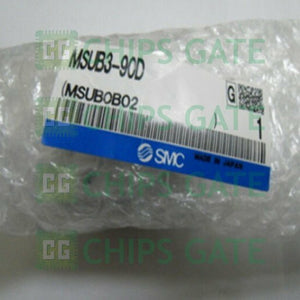 CHIPS GATE
MSUB3-90D
(MSUB0B02
G
1
SMC
MADE IN JAPAN
CHIPS GATE
CHIPS GATE